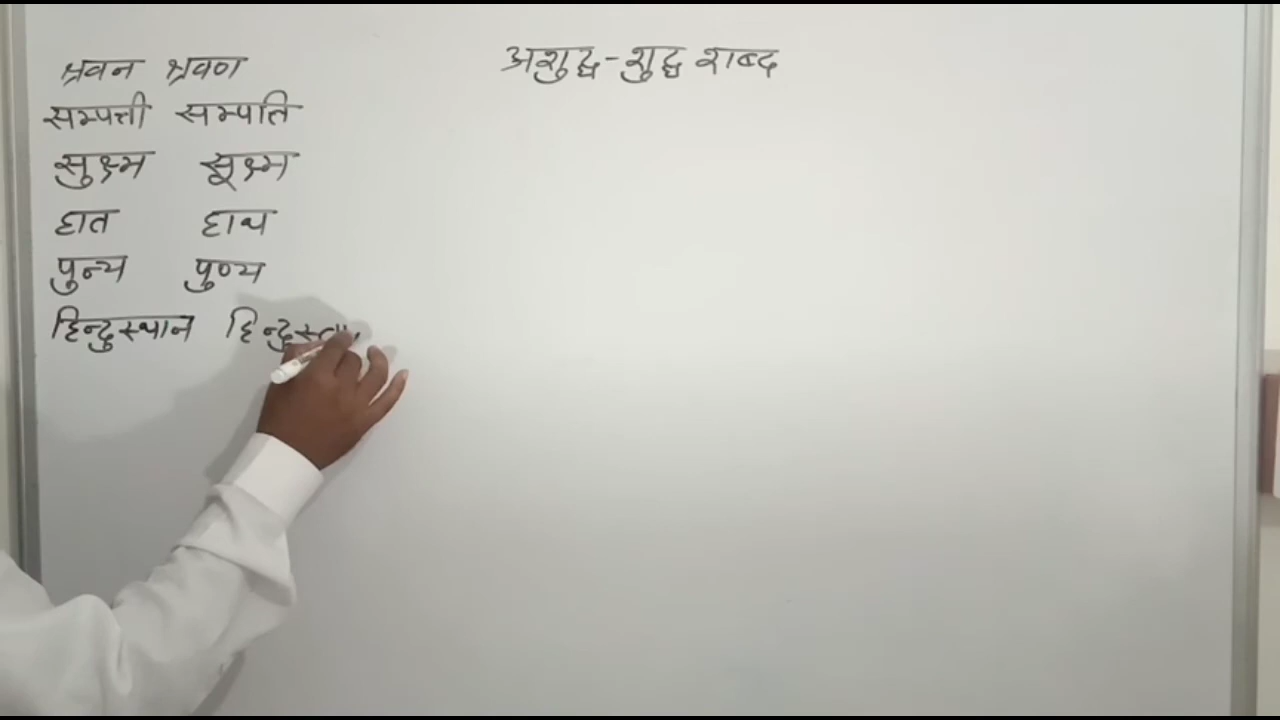 अशुद्ध-शुद्ध शब्द
श्रवन श्रवण
सम्पत्ती सम्पति
सुक्ष्म सूक्ष्म
हात हाथ
पुन्य पुण्य
हिन्दुस्थान